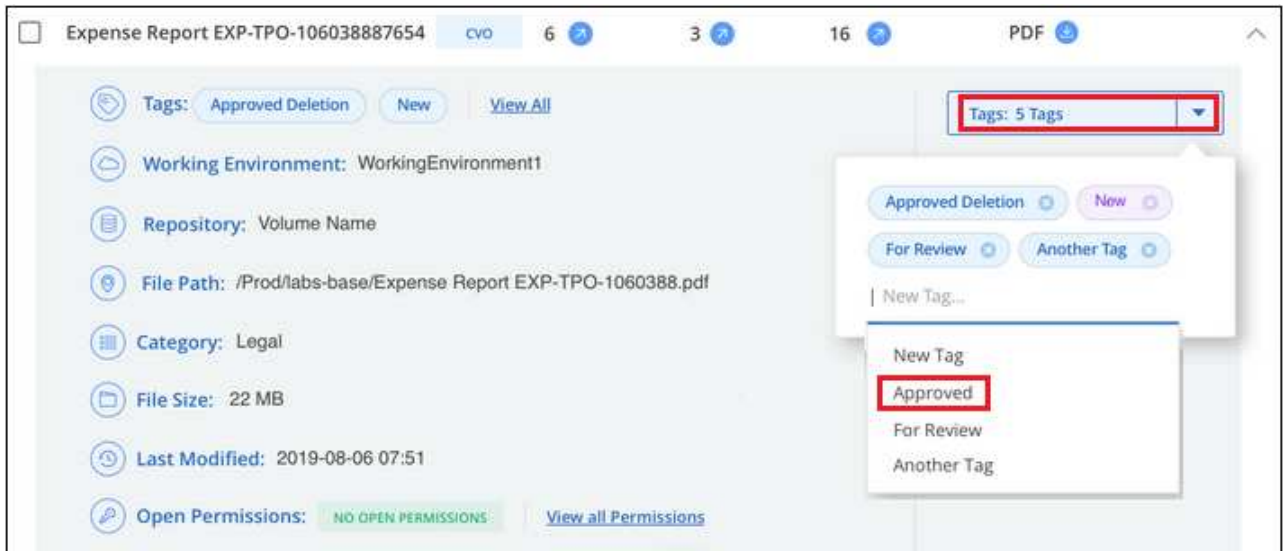 Expense Report EXP-TPO-106038887654 CVO 6 3 16 PDF
Tags: Approved Deletion New View All
Tags: 5 Tags
Working Environment: WorkingEnvironment1
Repository: Volume Name
File Path: /Prod/labs-base/Expense Report EXP-TPO-1060388.pdf
Category: Legal
File Size: 22 MB
Last Modified: 2019-08-06 07:51
Open Permissions: NO OPEN PERMISSIONS View all Permissions
Approved Deletion New
For Review Another Tag
New Tag...
New Tag
Approved
For Review
Another Tag